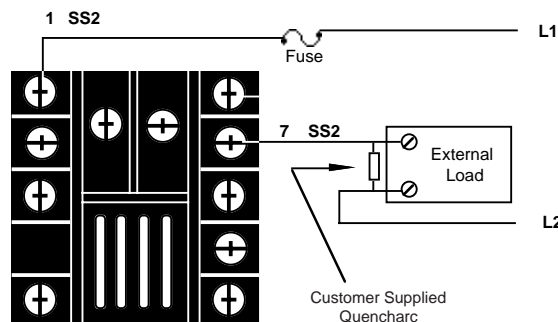 1 SS2
L1
Fuse
7 SS2
External
Load
L2
Customer Supplied
Quencharc